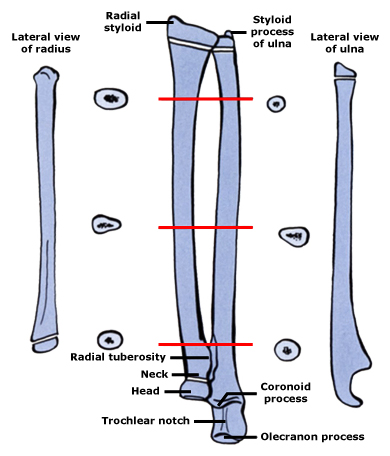 Radial
styloid
Styloid
process
of ulna
Lateral view
of radius
Lateral view
of ulna
Radial tuberosity
Neck
Head
Coronoid
process
Trochlear notch
Olecranon process